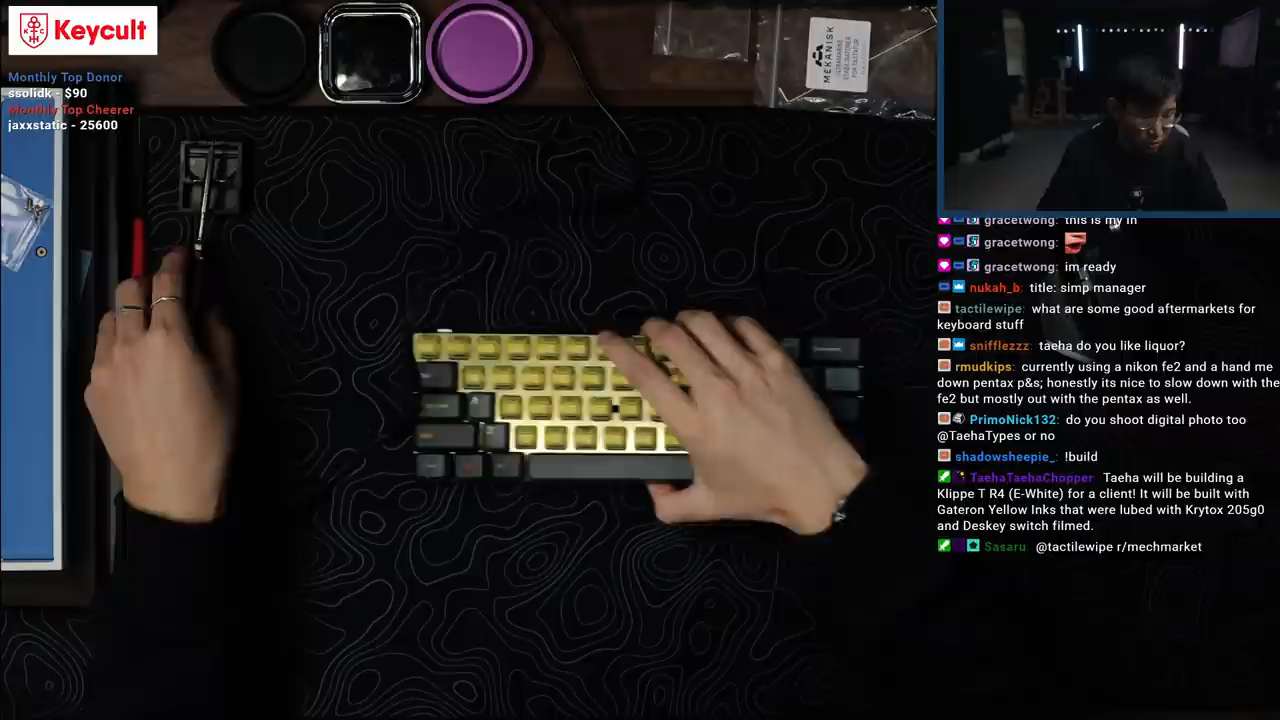 Keycult
Monthly Top Donor
ssolidk - $90
Monthly Top Cheerer
jaxxstatic - 25600
MEKANISK
ULTRAMARINE
STABILISATORER
FOR TASTATUR
gracetwong: this is my in
gracetwong:
gracetwong: im ready
nukah_b: title: simp manager
tactilewipe: what are some good aftermarkets for
keyboard stuff
snifflezzz: taeha do you like liquor?
rmudkips: currently using a nikon fe2 and a hand me
down pentax p&s; honestly its nice to slow down with the
fe2 but mostly out with the pentax as well.
PrimoNick132: do you shoot digital photo too
@TaehaTypes or no
shadowsheepie_: !build
TaehaTaehaChopper: Taeha will be building a
Klippe T R4 (E-White) for a client! It will be built with
Gateron Yellow Inks that were lubed with Krytox 205g0
and Deskey switch filmed.
Sasaru: @tactilewipe r/mechmarket